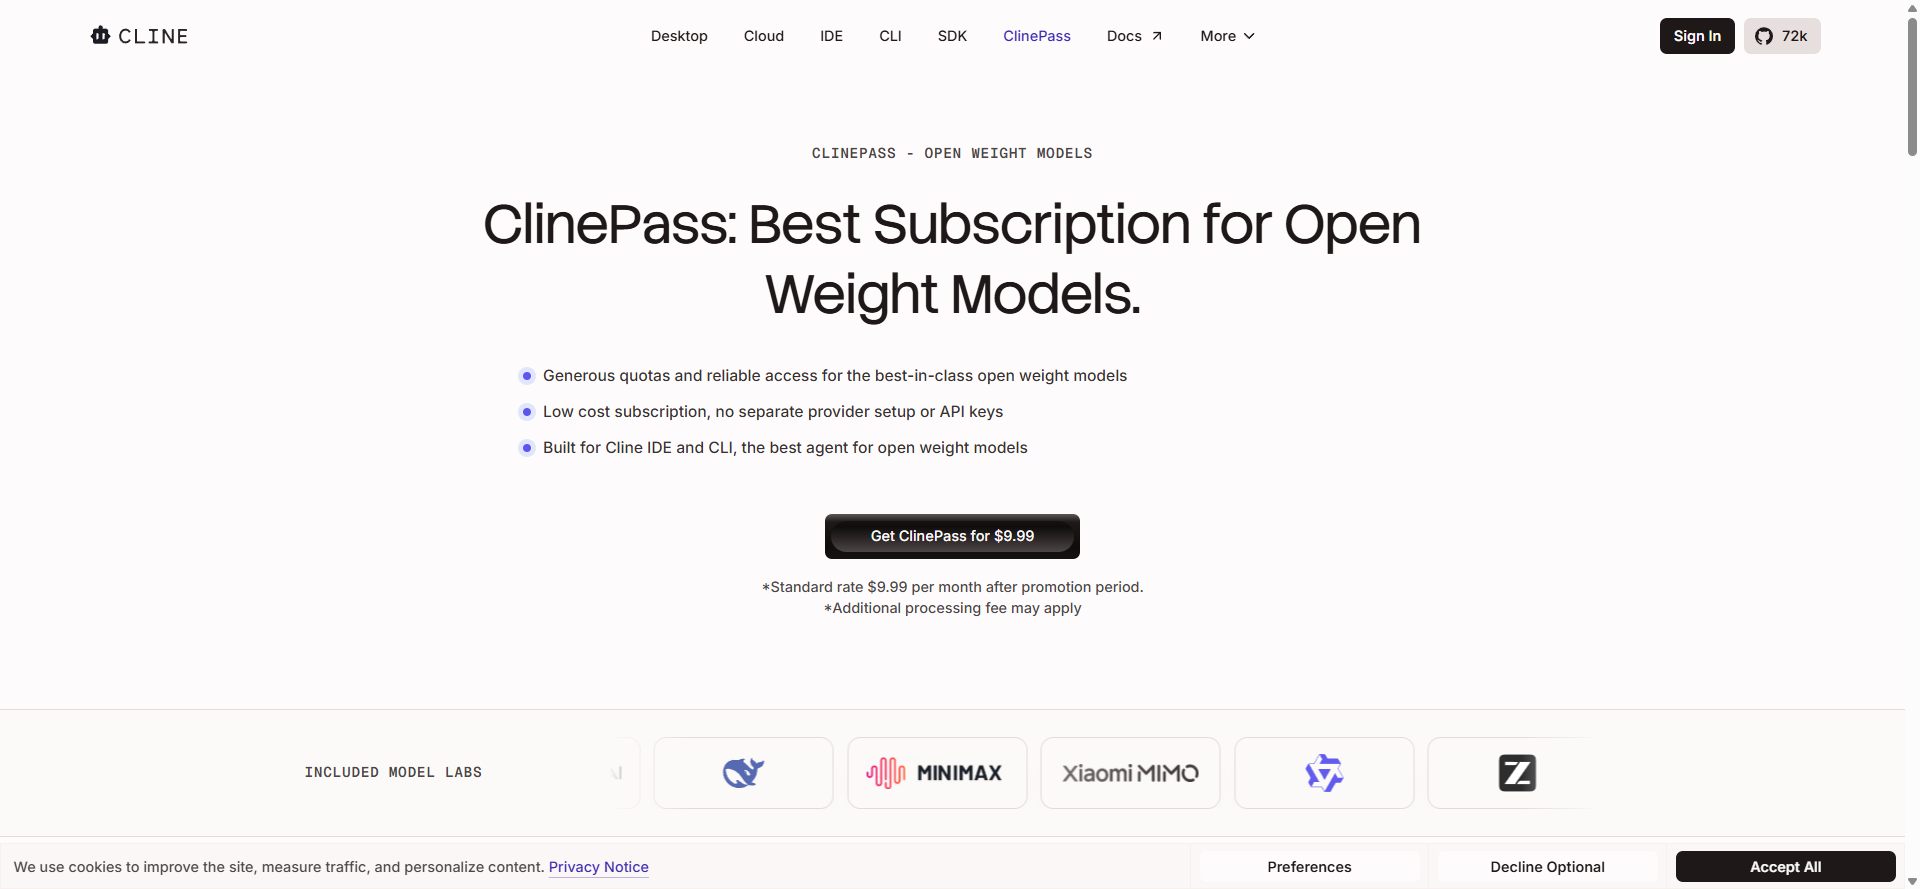 CLINE
Desktop
Cloud
IDE
CLI
SDK
ClinePass
Docs
More
Sign In
72k
CLINEPASS - OPEN WEIGHT MODELS
ClinePass: Best Subscription for Open
Weight Models.
Generous quotas and reliable access for the best-in-class open weight models
Low cost subscription, no separate provider setup or API keys
Built for Cline IDE and CLI, the best agent for open weight models
Get ClinePass for $9.99
*Standard rate $9.99 per month after promotion period.
*Additional processing fee may apply
INCLUDED MODEL LABS
MINIMAX
Xiaomi MIMO
Z
We use cookies to improve the site, measure traffic, and personalize content. Privacy Notice
Preferences
Decline Optional
Accept All